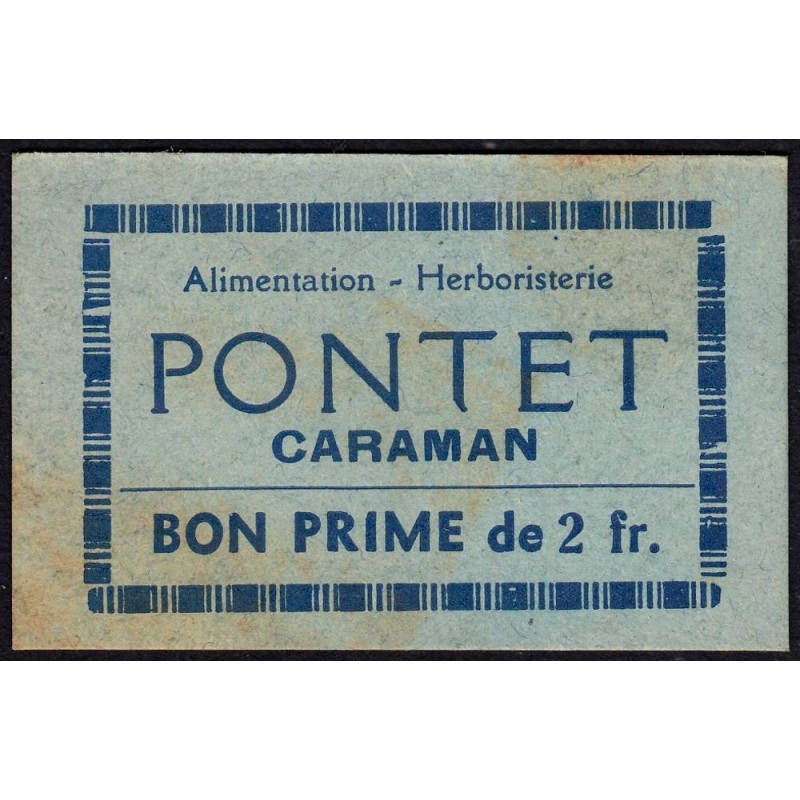 Alimentation - Herboristerie
PONTET
CARAMAN
BON PRIME de 2 fr.